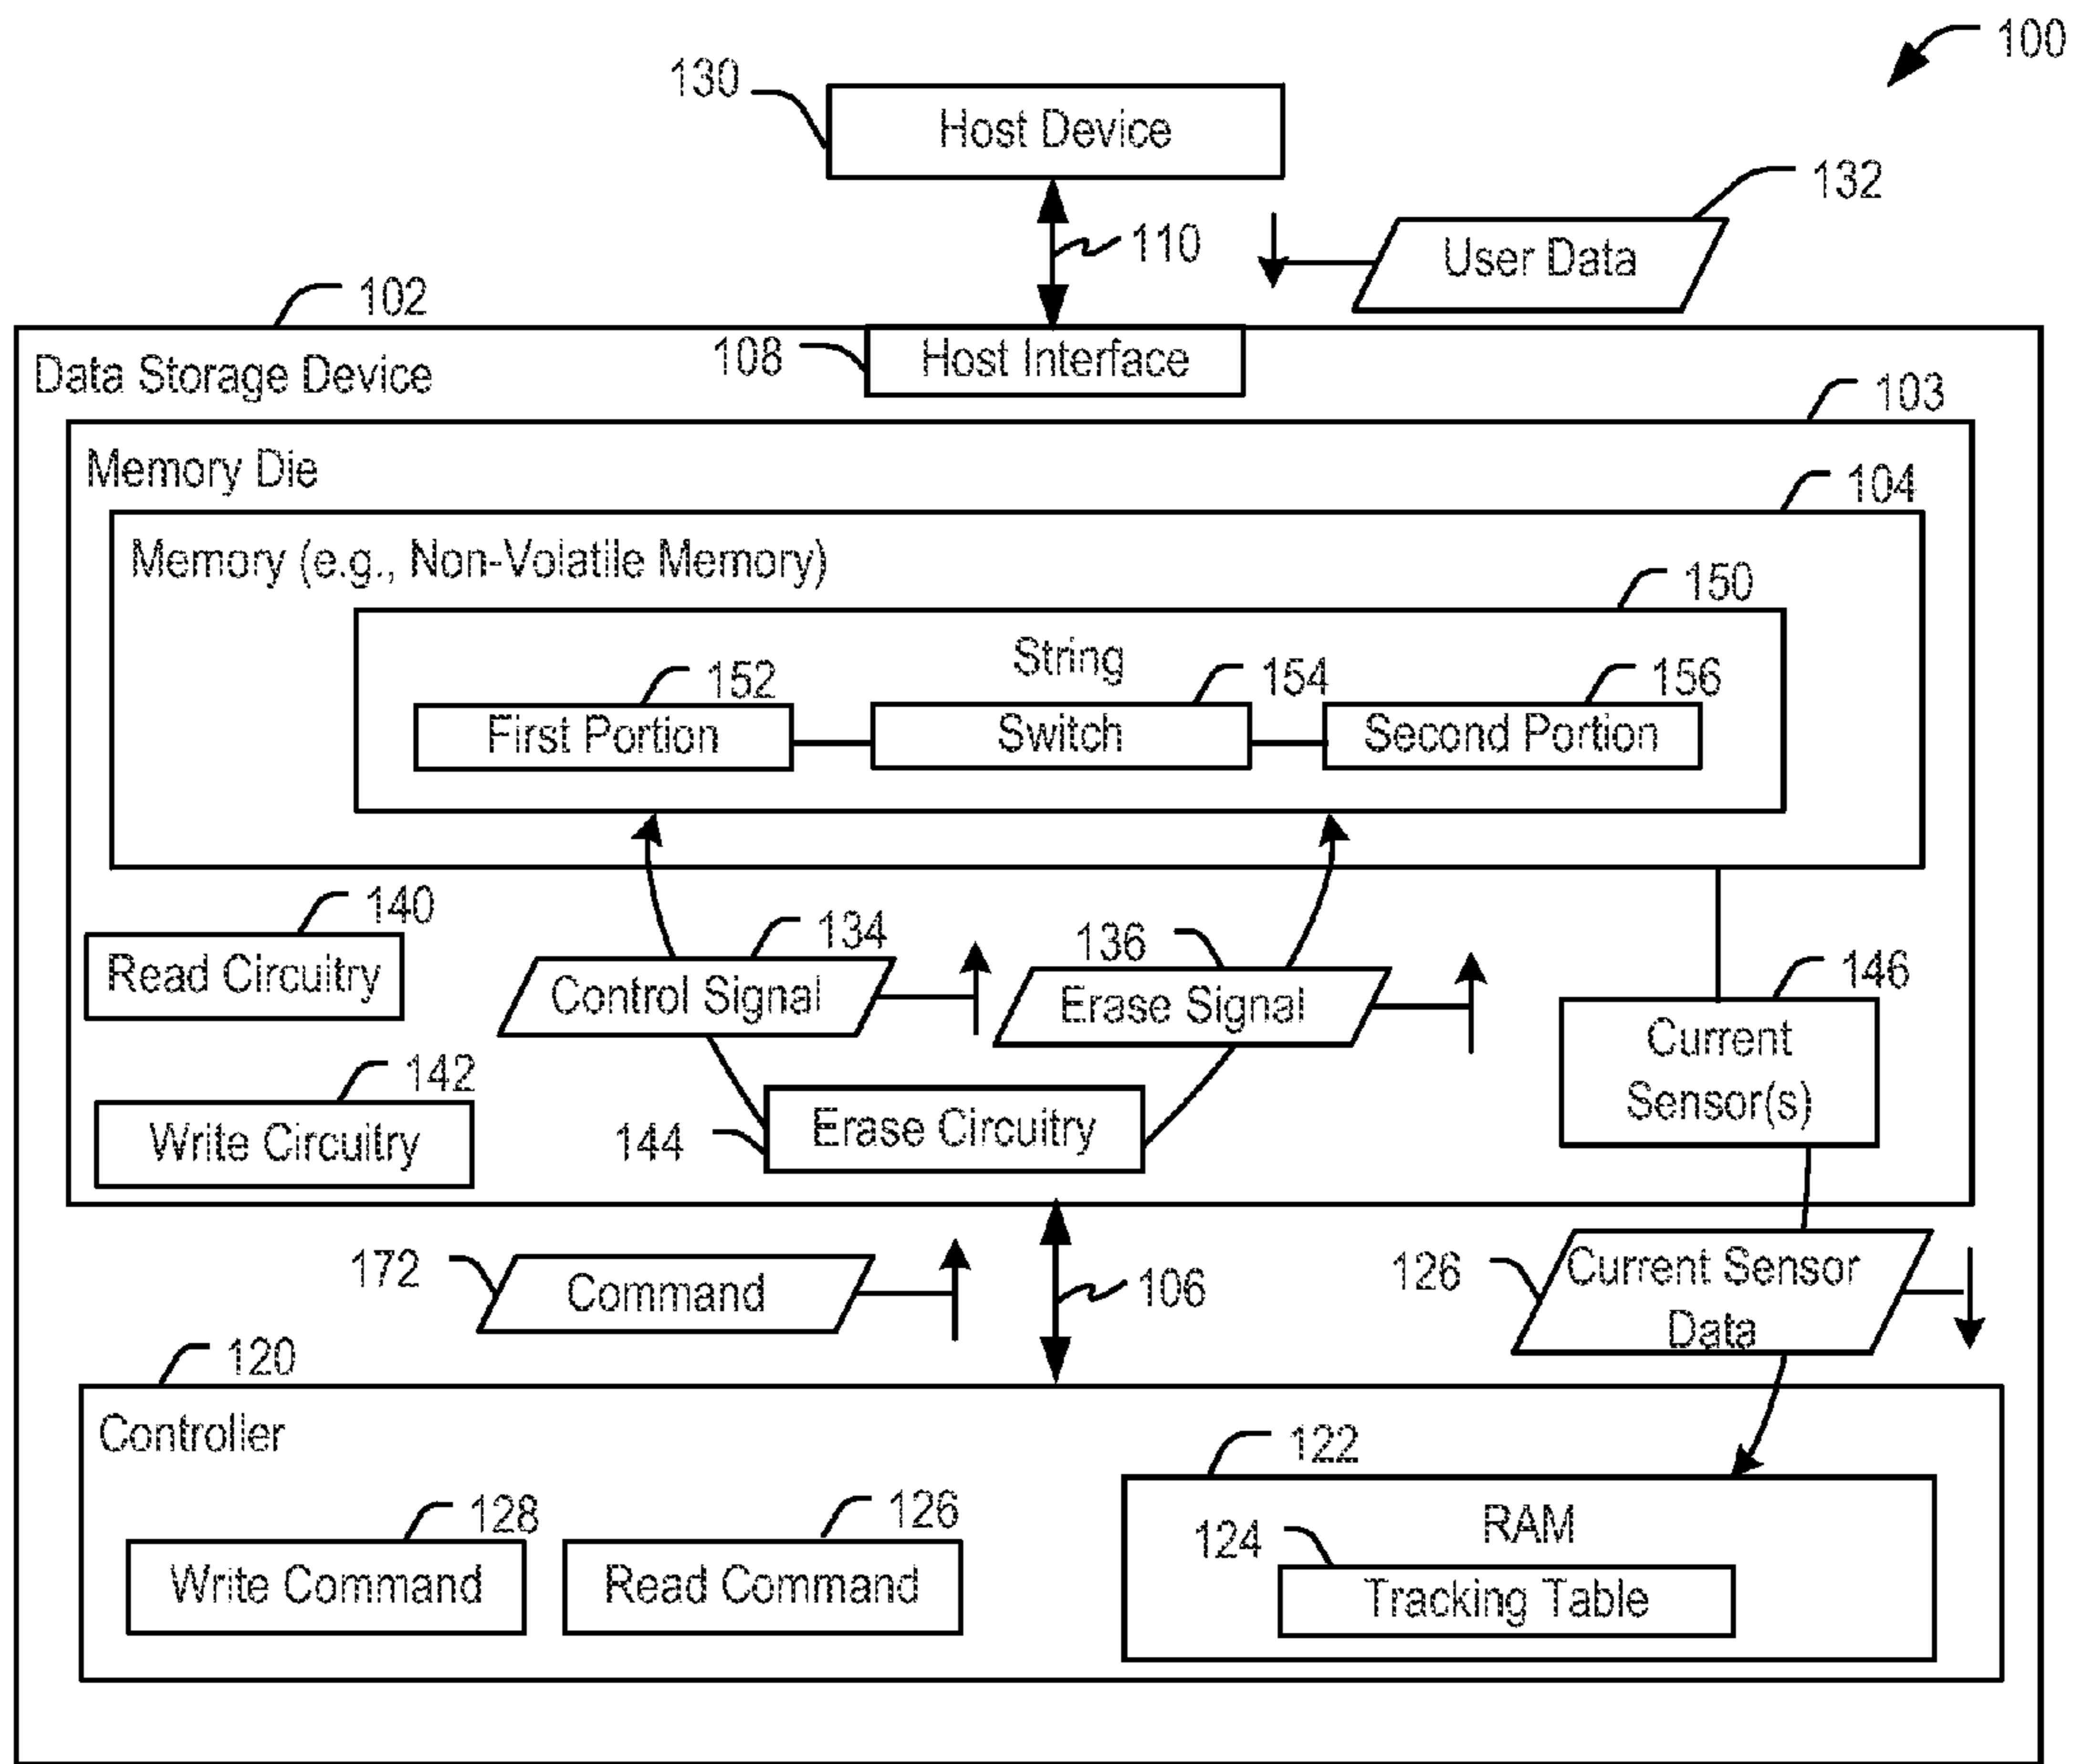 100
130
Host Device
132
110
User Data
102
108
Host Interface
Data Storage Device
103
Memory Die
104
Memory (e.g., Non-Volatile Memory)
150
String
152
154
156
First Portion
Switch
Second Portion
140
134
136
146
Read Circuitry
Control Signal
Erase Signal
Current
Sensor(s)
142
Write Circuitry
144
Erase Circuitry
172
Command
106
126
Current Sensor
Data
120
Controller
122
128
126
RAM
124
Write Command
Read Command
Tracking Table